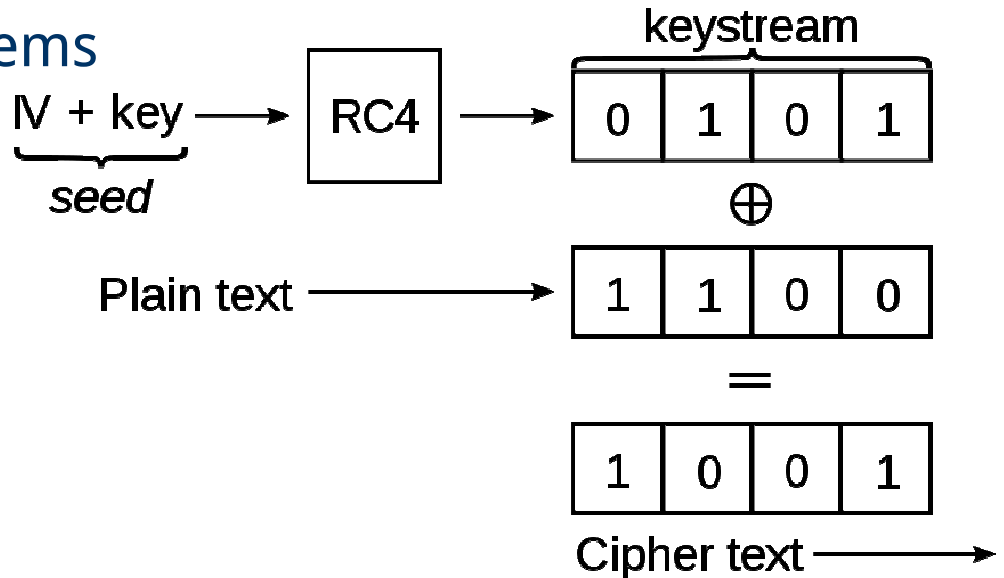 ems
keystream
IV + key
RC4
0 1 0 1
seed
⊕
Plain text
1 1 0 0
=
1 0 0 1
Cipher text